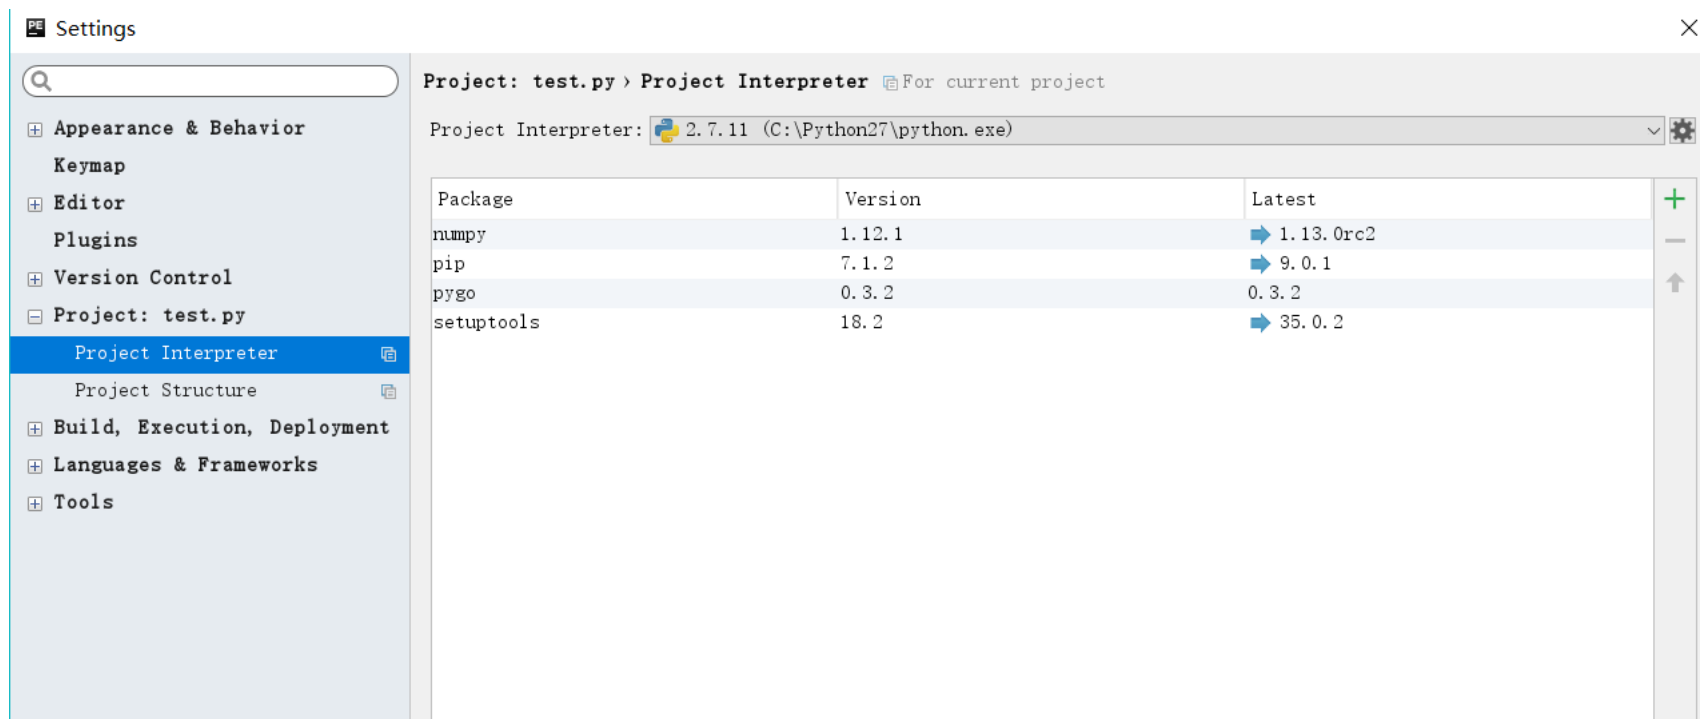 PE Settings
Project: test.py › Project Interpreter For current project
Appearance & Behavior
Keymap
Editor
Plugins
Version Control
Project: test.py
Project Interpreter
Project Structure
Build, Execution, Deployment
Languages & Frameworks
Tools
Project Interpreter: 2.7.11 (C:\Python27\python.exe)
Package Version Latest
numpy 1.12.1 1.13.0rc2
pip 7.1.2 9.0.1
pygo 0.3.2 0.3.2
setuptools 18.2 35.0.2